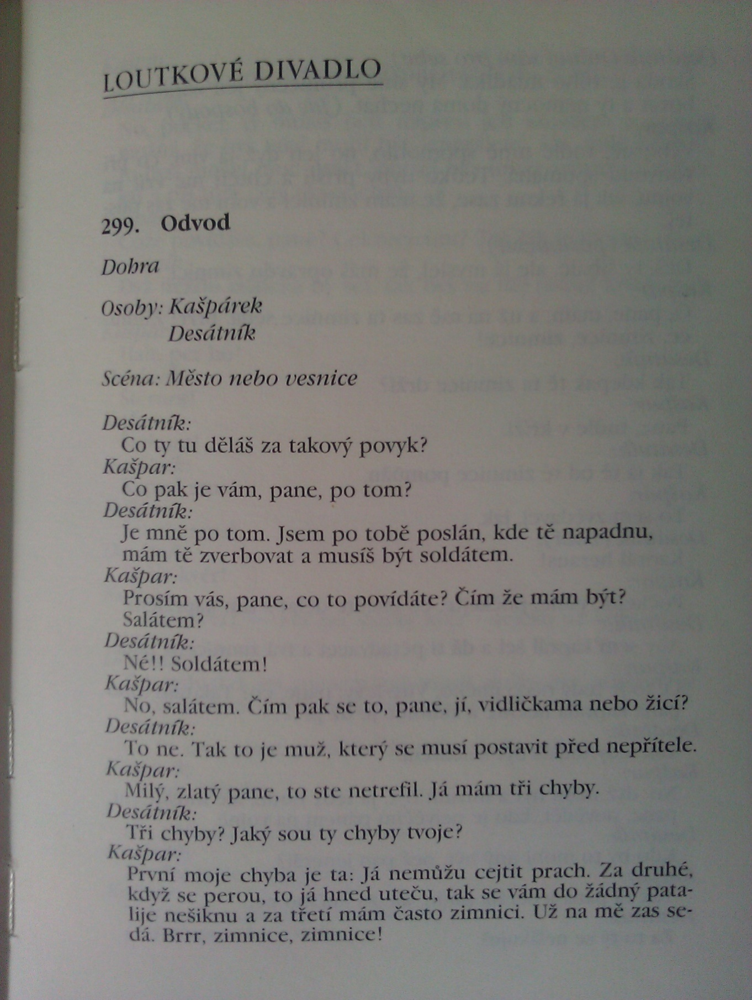 LOUTKOVÉ DIVADLO
299. Odvod
Dobra
Osoby: Kašpárek
Desátník
Scéna: Město nebo vesnice
Desátník:
Co ty tu děláš za takový povyk?
Kašpar:
Co pak je vám, pane, po tom?
Desátník:
Je mně po tom. Jsem po tobě poslán, kde tě napadnu,
mám tě zverbovat a musíš být soldátem.
Kašpar:
Prosím vás, pane, co to povídáte? Čím že mám být?
Salátem?
Desátník:
Né!! Soldátem!
Kašpar:
No, salátem. Čím pak se to, pane, jí, vidličkama nebo žicí?
Desátník:
To ne. Tak to je muž, který se musí postavit před nepřítele.
Kašpar:
Milý, zlatý pane, to ste netrefil. Já mám tři chyby.
Desátník:
Tři chyby? Jaký sou ty chyby tvoje?
Kašpar:
První moje chyba je ta: Já nemůžu cejtit prach. Za druhé,
když se perou, to já hned uteču, tak se vám do žádný pata-
lije nešiknu a za třetí mám často zimnici. Už na mě zas se-
dá. Brrr, zimnice, zimnice!